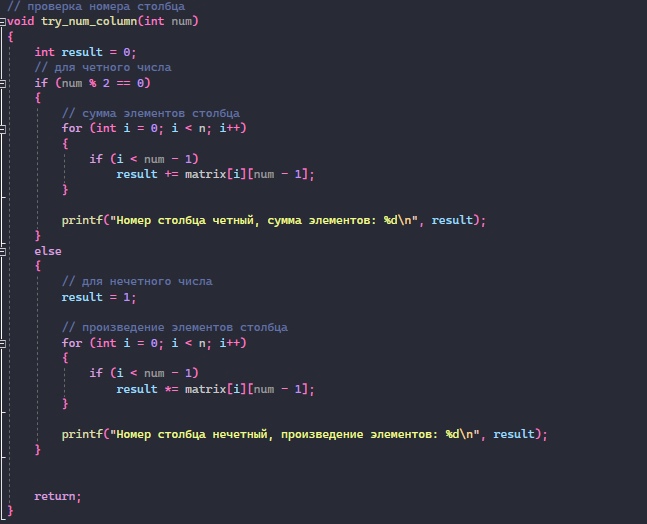 // проверка номера столбца
void try_num_column(int num)
{
    int result = 0;
    // для четного числа
    if (num % 2 == 0)
    {
        // сумма элементов столбца
        for (int i = 0; i < n; i++)
        {
            if (i < num - 1)
                result += matrix[i][num - 1];
        }
        printf("Номер столбца четный, сумма элементов: %d\n", result);
    }
    else
    {
        // для нечетного числа
        result = 1;
        // произведение элементов столбца
        for (int i = 0; i < n; i++)
        {
            if (i < num - 1)
                result *= matrix[i][num - 1];
        }
        printf("Номер столбца нечетный, произведение элементов: %d\n", result);
    }
    return;
}